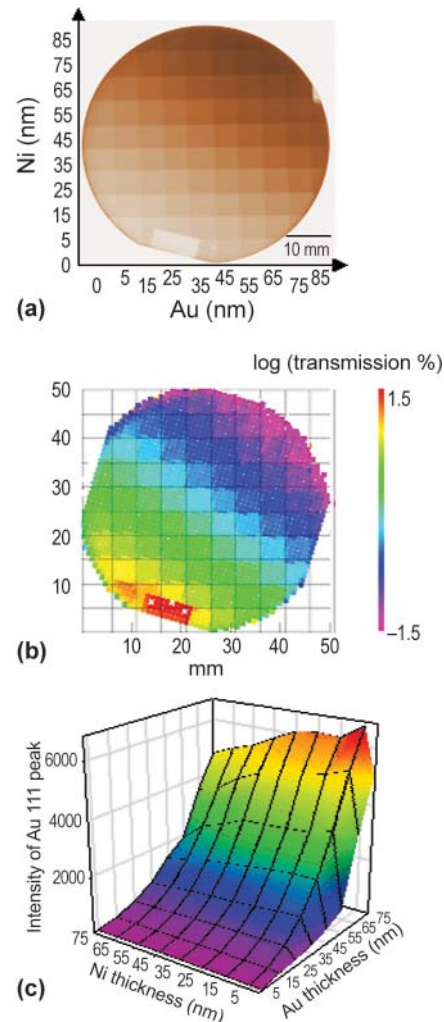 85
75
65
55
45
35
25
15
5
0
Ni (nm)
10 mm
0 5 15 25 35 45 55 65 75 85
Au (nm)
(a)
log (transmission %)
50
40
30
20
10
1.5
–1.5
10 20 30 40 50
mm
(b)
6000
4000
2000
Intensity of Au 111 peak
75 65 55 45 35 25 15 5
Ni thickness (nm)
5 15 25 35 45 55 65 75
Au thickness (nm)
(c)